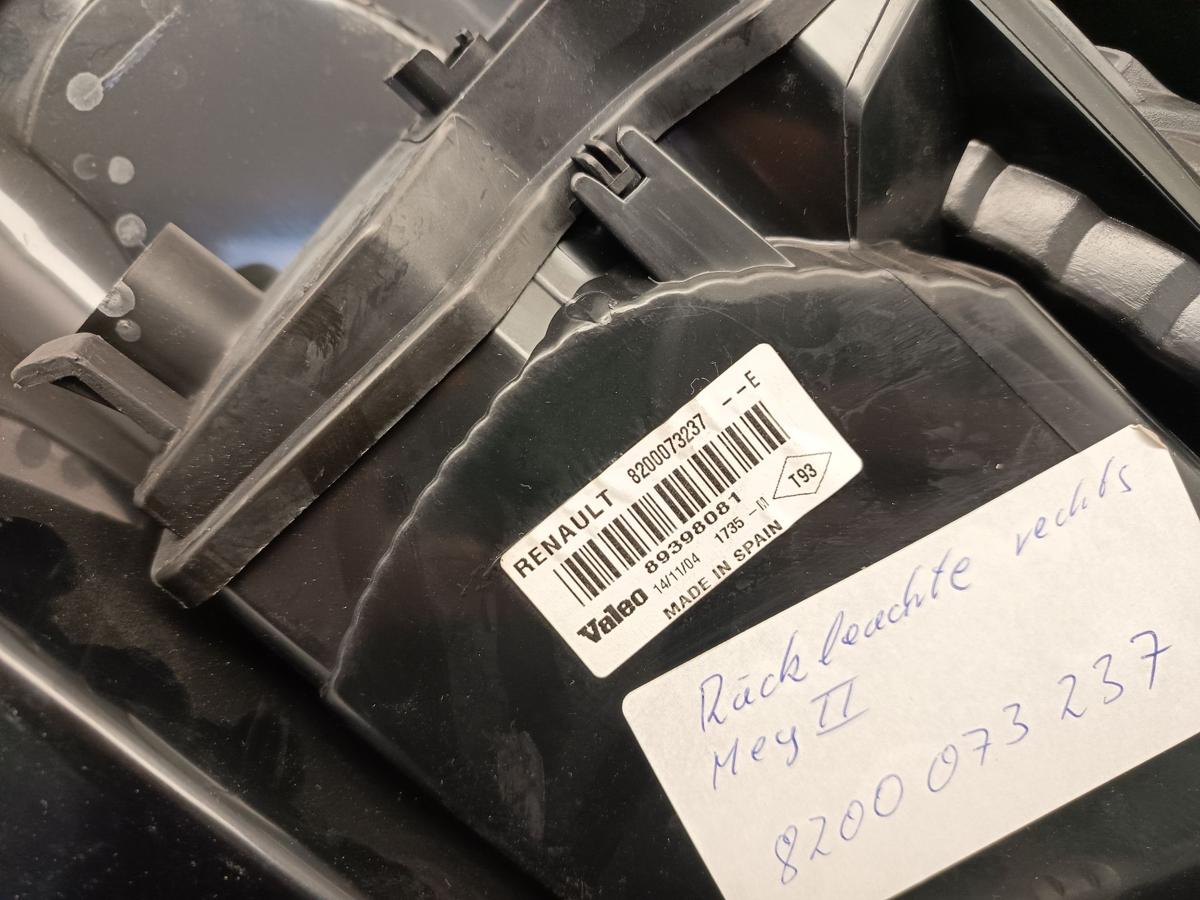 RENAULT 8200073237 --E
89398081
T93
Valeo 14/11/04 1735 -M
MADE IN SPAIN
Rückleuchte rechts
Meg II
8200 073 237